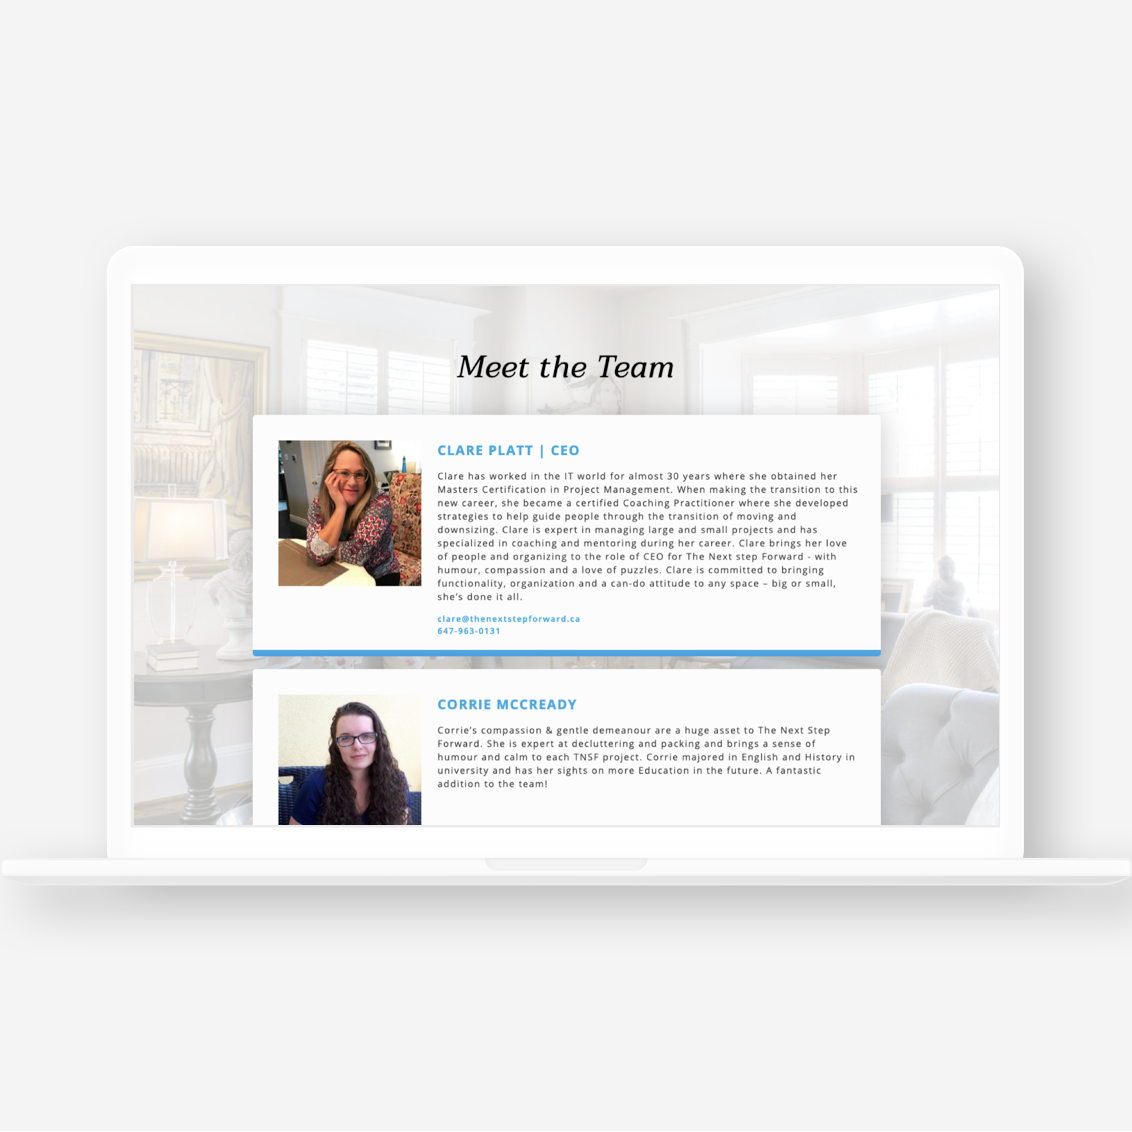 Meet the Team
CLARE PLATT | CEO
Clare has worked in the IT world for almost 30 years where she obtained her
Masters Certification in Project Management. When making the transition to this
new career, she became a certified Coaching Practitioner where she developed
strategies to help guide people through the transition of moving and
downsizing. Clare is expert in managing large and small projects and has
specialized in coaching and mentoring during her career. Clare brings her love
of people and organizing to the role of CEO for The Next step Forward - with
humour, compassion and a love of puzzles. Clare is committed to bringing
functionality, organization and a can-do attitude to any space – big or small,
she’s done it all.
clare@thenextstepforward.ca
647-963-0131
CORRIE MCCREADY
Corrie’s compassion & gentle demeanour are a huge asset to The Next Step
Forward. She is expert at decluttering and packing and brings a sense of
humour and calm to each TNSF project. Corrie majored in English and History in
university and has her sights on more Education in the future. A fantastic
addition to the team!